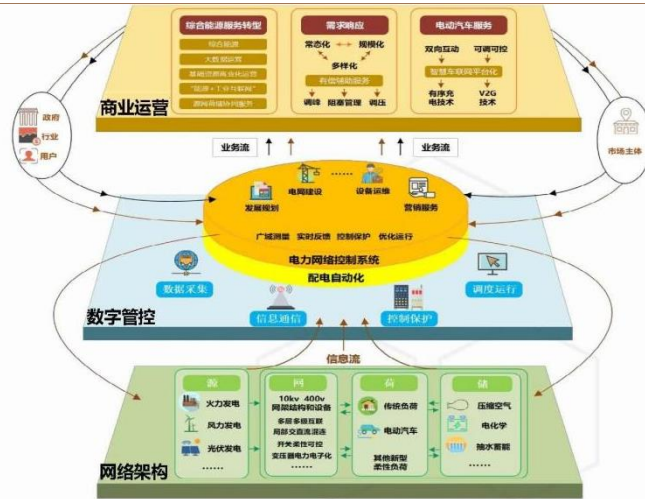 综合能源服务转型
综合能源
大数据运营
基础资源商业化运营
"能源+工业互联网"
源网荷储协同服务
需求响应
常态化
规模化
多样化
有偿辅助服务
调峰
阻塞管理
调压
电动汽车服务
双向互动
可调可控
智慧车联网平台化
有序充
电技术
V2G
技术
商业运营
政府
行业
用户
市场主体
业务流
业务流
发展规划
电网建设
……
设备运维
营销服务
广域测量 实时反馈 控制保护 优化运行
电力网络控制系统
配电自动化
数据采集
信息通信
控制保护
调度运行
数字管控
信息流
源
火力发电
风力发电
光伏发电
……
网
10kv 400v
网架结构和设备
多层多级互联
局部交直流混连
开关柔性可控
变压器电力电子化
……
荷
传统负荷
电动汽车
其他新型
柔性负荷
储
压缩空气
电化学
抽水蓄能
……
网络架构